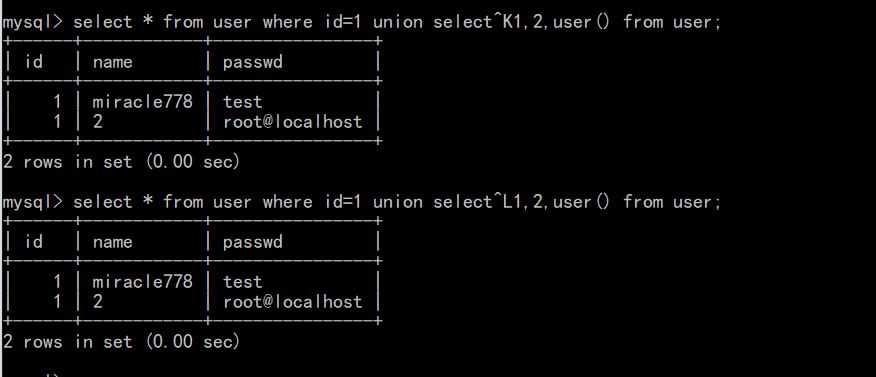 mysql> select * from user where id=1 union select^K1,2,user() from user;
+------+------------+----------------+
| id   | name       | passwd         |
+------+------------+----------------+
|    1 | miracle778 | test           |
|    1 | 2          | root@localhost |
+------+------------+----------------+
2 rows in set (0.00 sec)
mysql> select * from user where id=1 union select^L1,2,user() from user;
+------+------------+----------------+
| id   | name       | passwd         |
+------+------------+----------------+
|    1 | miracle778 | test           |
|    1 | 2          | root@localhost |
+------+------------+----------------+
2 rows in set (0.00 sec)